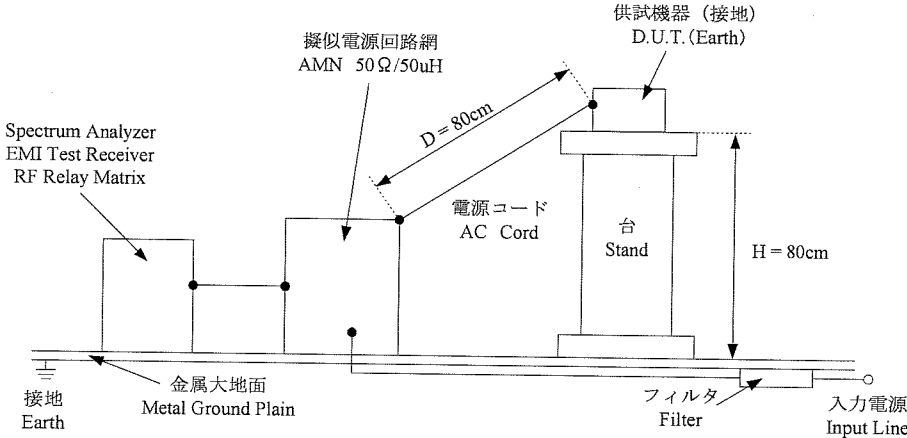 供試機器（接地）
D.U.T.(Earth)
擬似電源回路網
AMN 50Ω/50uH
D = 80cm
Spectrum Analyzer
EMI Test Receiver
RF Relay Matrix
電源コード
AC Cord
台
Stand
H = 80cm
接地
Earth
金属大地面
Metal Ground Plain
フィルタ
Filter
入力電源
Input Line